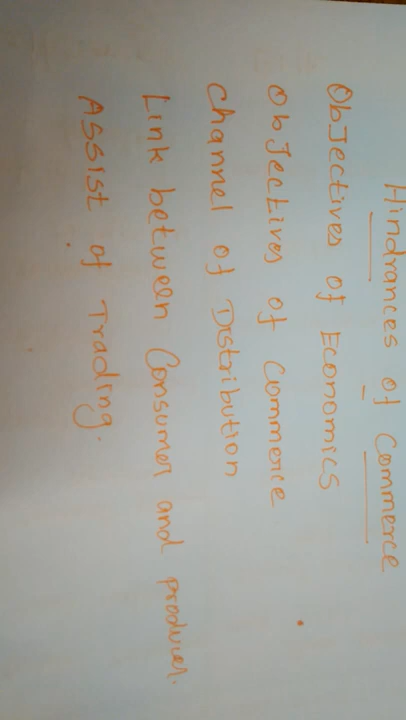 Hindrances of Commerce
Objectives of Economics
Objectives of Commerce
Channel of Distribution
Link between Consumer and producer.
Assist of Trading.